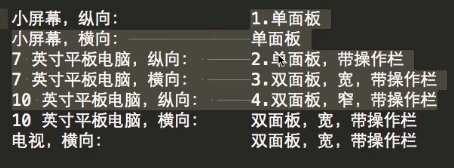 小屏幕，纵向： 1.单面板
小屏幕，横向： 单面板
7 英寸平板电脑，纵向： 2.单面板，带操作栏
7 英寸平板电脑，横向： 3.双面板，宽，带操作栏
10 英寸平板电脑，纵向： 4.双面板，窄，带操作栏
10 英寸平板电脑，横向： 双面板，宽，带操作栏
电视，横向： 双面板，宽，带操作栏